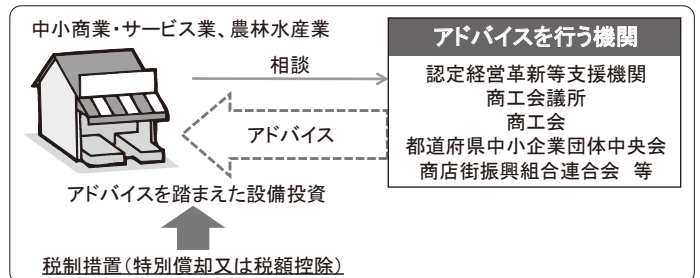 中小商業・サービス業、農林水産業
相談
アドバイス
アドバイスを踏まえた設備投資
税制措置（特別償却又は税額控除）
アドバイスを行う機関
認定経営革新等支援機関
商工会議所
商工会
都道府県中小企業団体中央会
商店街振興組合連合会　等